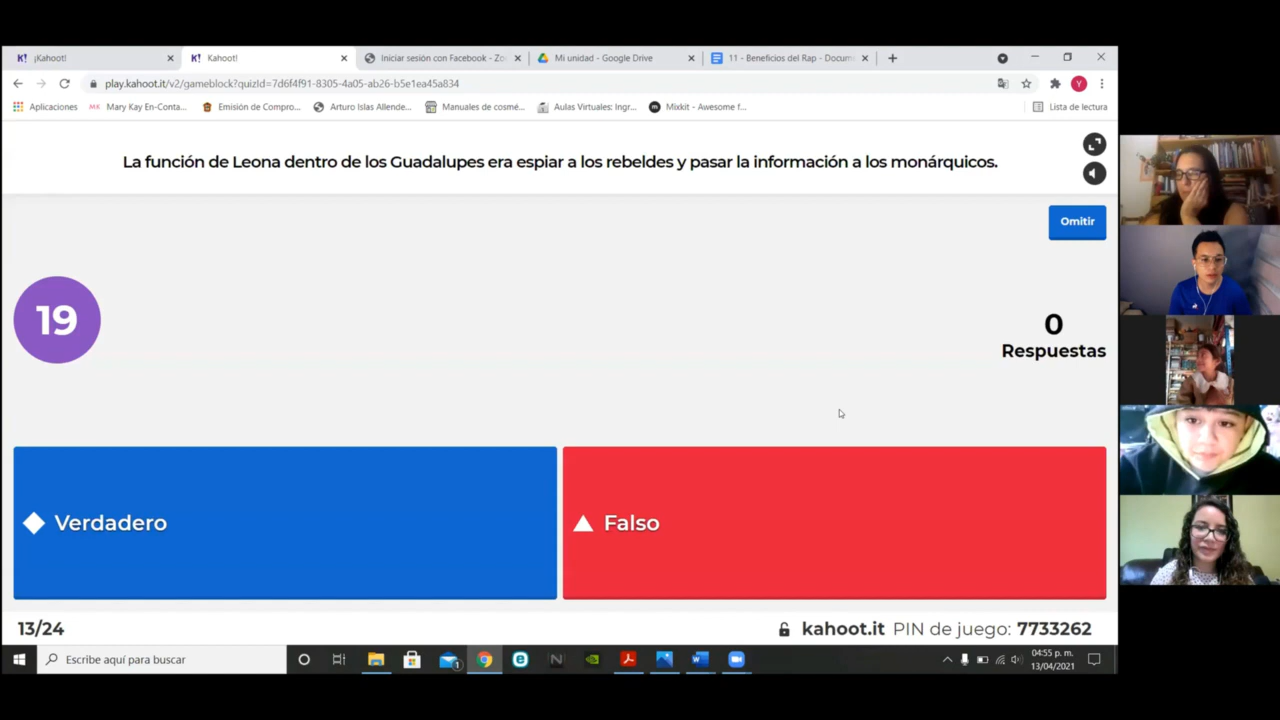 ¡Kahoot!
Kahoot!
Iniciar sesión con Facebook - Zo
Mi unidad - Google Drive
11 - Beneficios del Rap - Docum
play.kahoot.it/v2/gameblock?quizId=7d6f4f91-8305-4a05-ab26-b5e1ea45a834
Y
Aplicaciones
MK Mary Kay En-Conta...
Emisión de Compro...
Arturo Islas Allende...
Manuales de cosmé...
Aulas Virtuales: Ingr...
Mixkit - Awesome f...
Lista de lectura
La función de Leona dentro de los Guadalupes era espiar a los rebeldes y pasar la información a los monárquicos.
Omitir
19
0
Respuestas
Verdadero
Falso
13/24
kahoot.it PIN de juego: 7733262
Escribe aquí para buscar
1
04:55 p. m.
13/04/2021